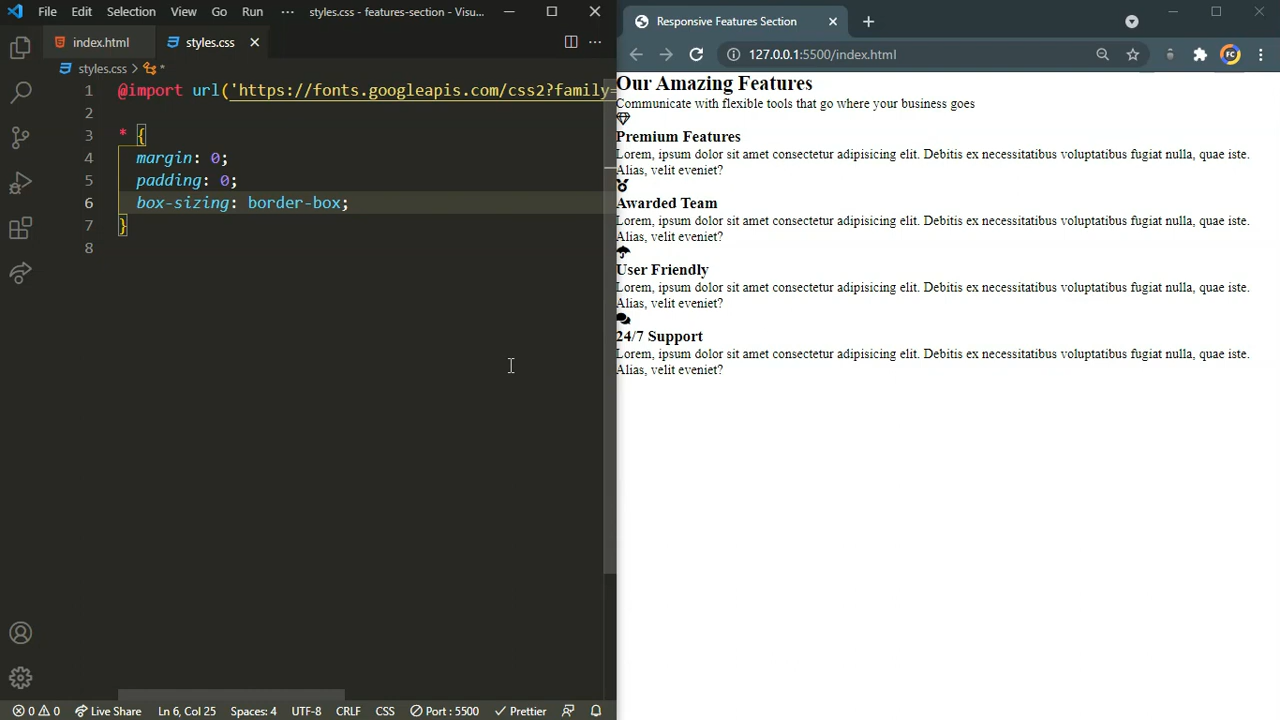 File Edit Selection View Go Run ··· styles.css - features-section - Visu...
index.html styles.css
styles.css > *
1 @import url('https://fonts.googleapis.com/css2?family=
2
3 * {
4 margin: 0;
5 padding: 0;
6 box-sizing: border-box;
7 }
8
0 0 Live Share Ln 6, Col 25 Spaces: 4 UTF-8 CRLF CSS Port : 5500 Prettier
Responsive Features Section
127.0.0.1:5500/index.html
FC
Our Amazing Features
Communicate with flexible tools that go where your business goes
Premium Features
Lorem, ipsum dolor sit amet consectetur adipisicing elit. Debitis ex necessitatibus voluptatibus fugiat nulla, quae iste.
Alias, velit eveniet?
Awarded Team
Lorem, ipsum dolor sit amet consectetur adipisicing elit. Debitis ex necessitatibus voluptatibus fugiat nulla, quae iste.
Alias, velit eveniet?
User Friendly
Lorem, ipsum dolor sit amet consectetur adipisicing elit. Debitis ex necessitatibus voluptatibus fugiat nulla, quae iste.
Alias, velit eveniet?
24/7 Support
Lorem, ipsum dolor sit amet consectetur adipisicing elit. Debitis ex necessitatibus voluptatibus fugiat nulla, quae iste.
Alias, velit eveniet?